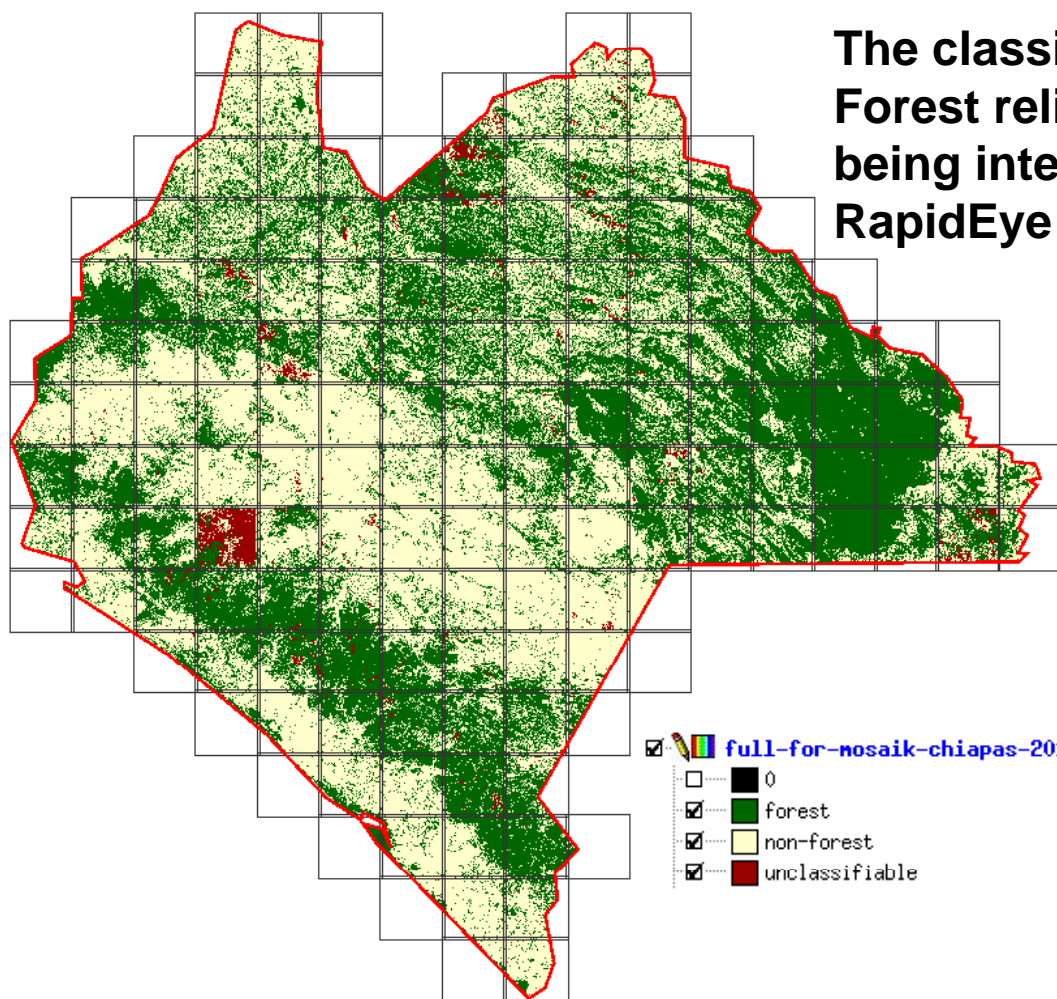 The classi
Forest reli
being inte
RapidEye
full-for-mosaik-chiapas-20
0
forest
non-forest
unclassifiable